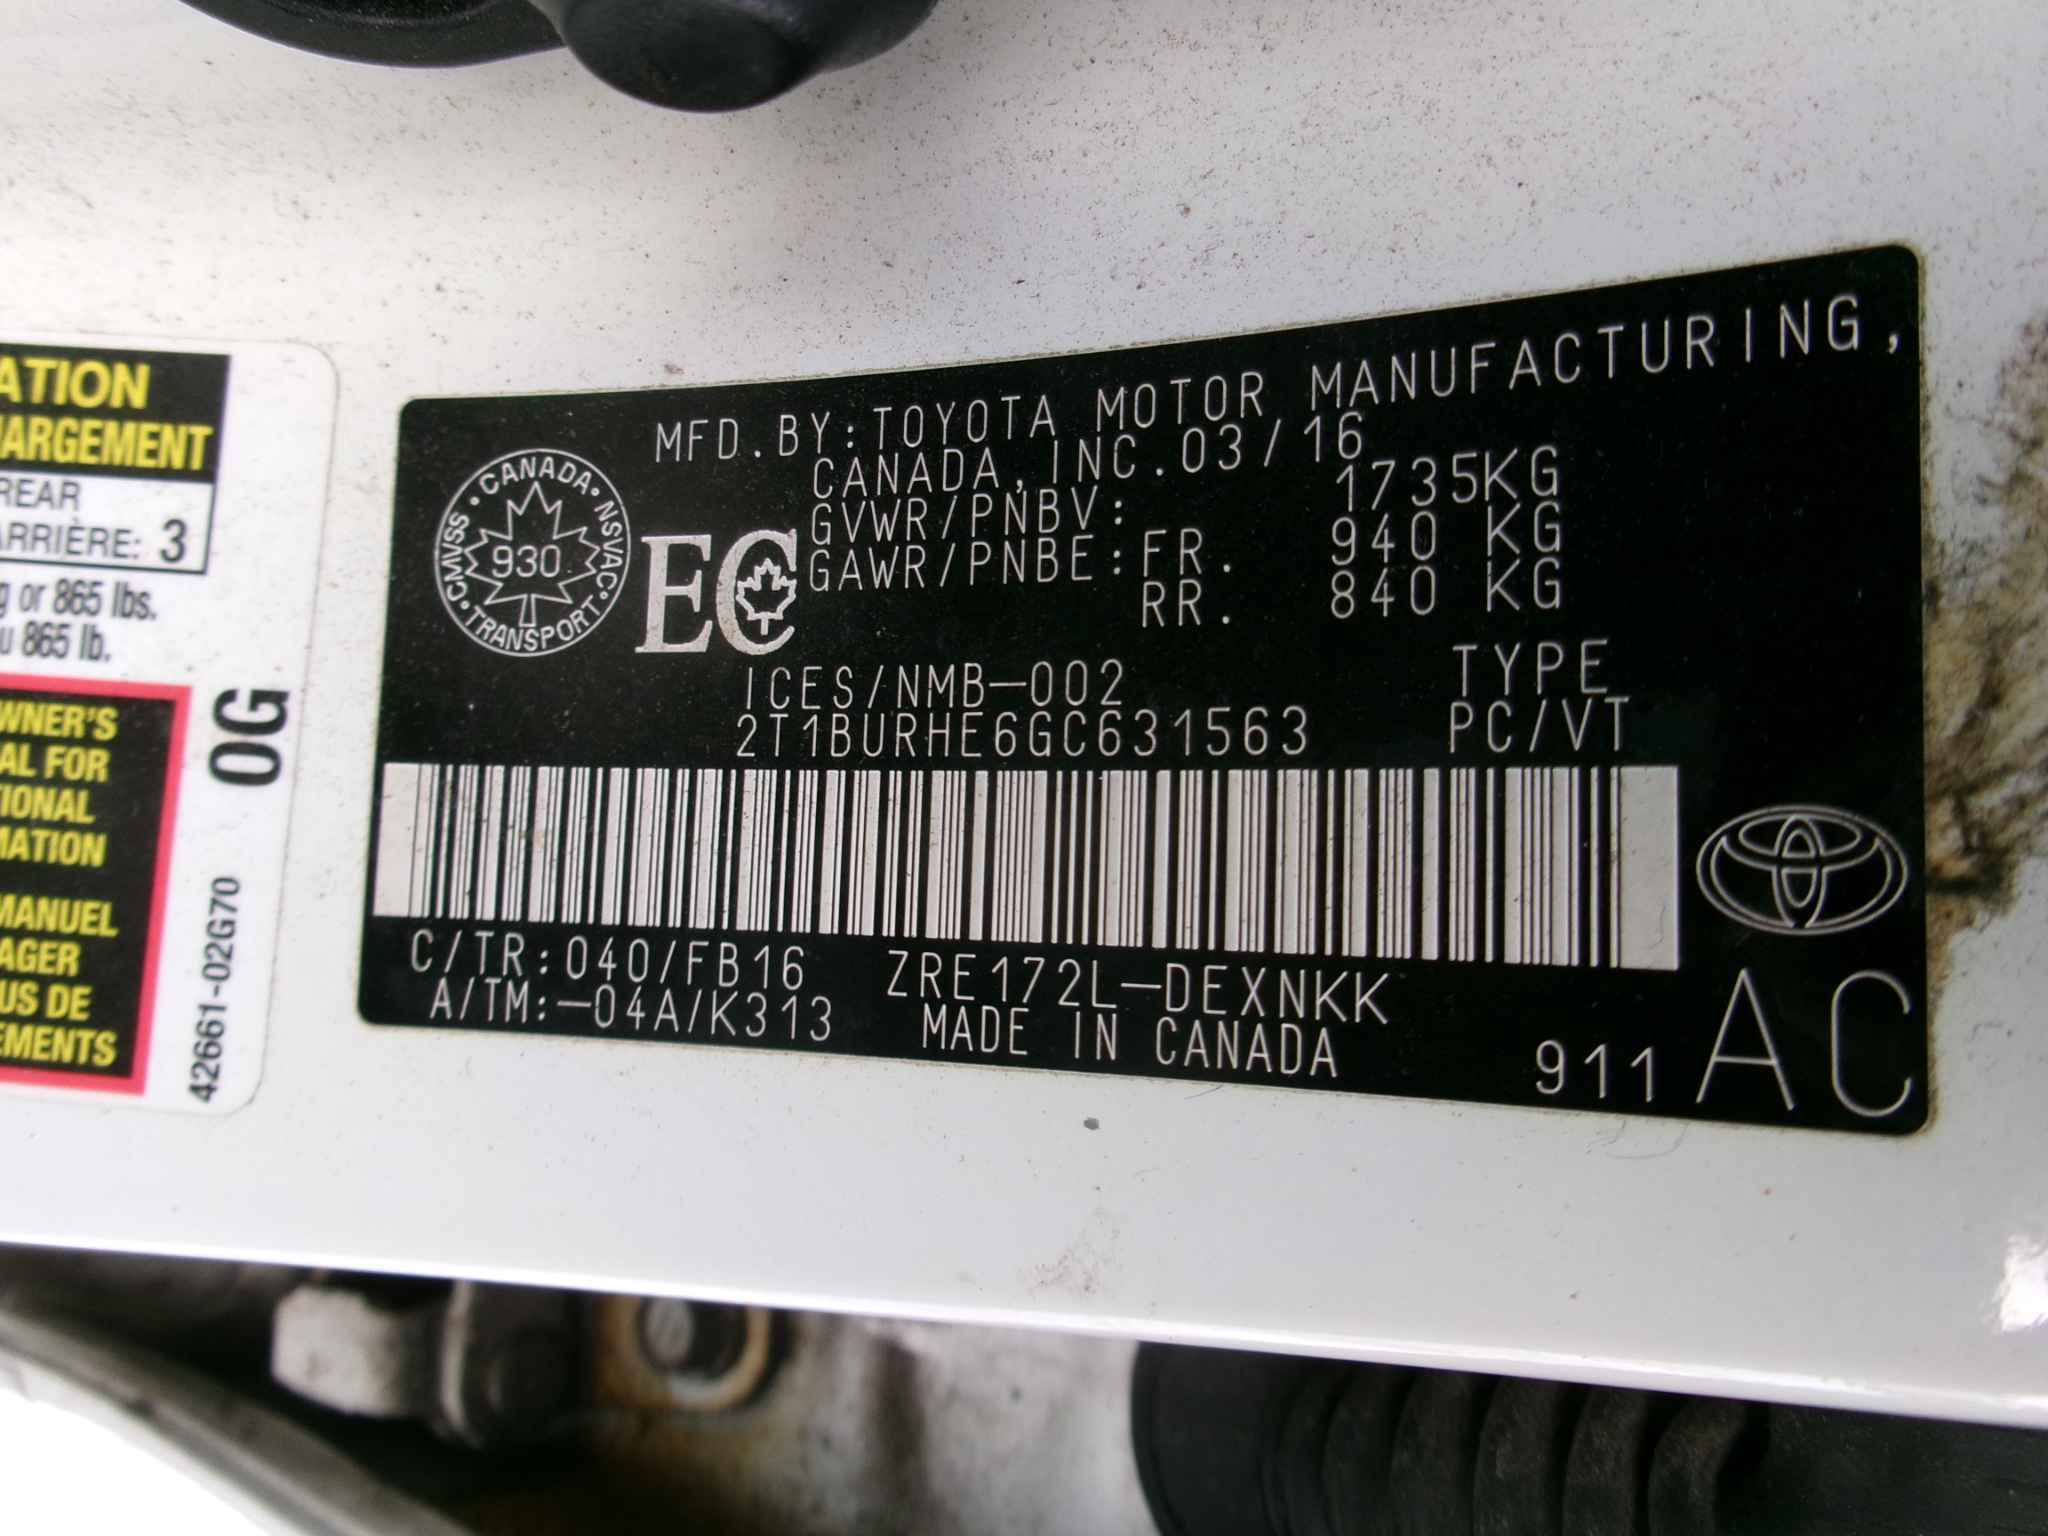 ATION
HARGEMENT
REAR
ARRIÈRE: 3
g or 865 lbs.
u 865 lb.
WNER'S
AL FOR
TIONAL
MATION
MANUEL
AGER
US DE
EMENTS
0G
42661-02G70
MFD.BY:TOYOTA MOTOR MANUFACTURING,
CANADA,INC.03/16
GVWR/PNBV: 1735KG
GAWR/PNBE:FR. 940 KG
RR. 840 KG
•CANADA•NSVAC•TRANSPORT•CMVSS
930
EC
ICES/NMB-002 TYPE
2T1BURHE6GC631563 PC/VT
C/TR:040/FB16 ZRE172L-DEXNKK
A/TM:-04A/K313 MADE IN CANADA
911 AC